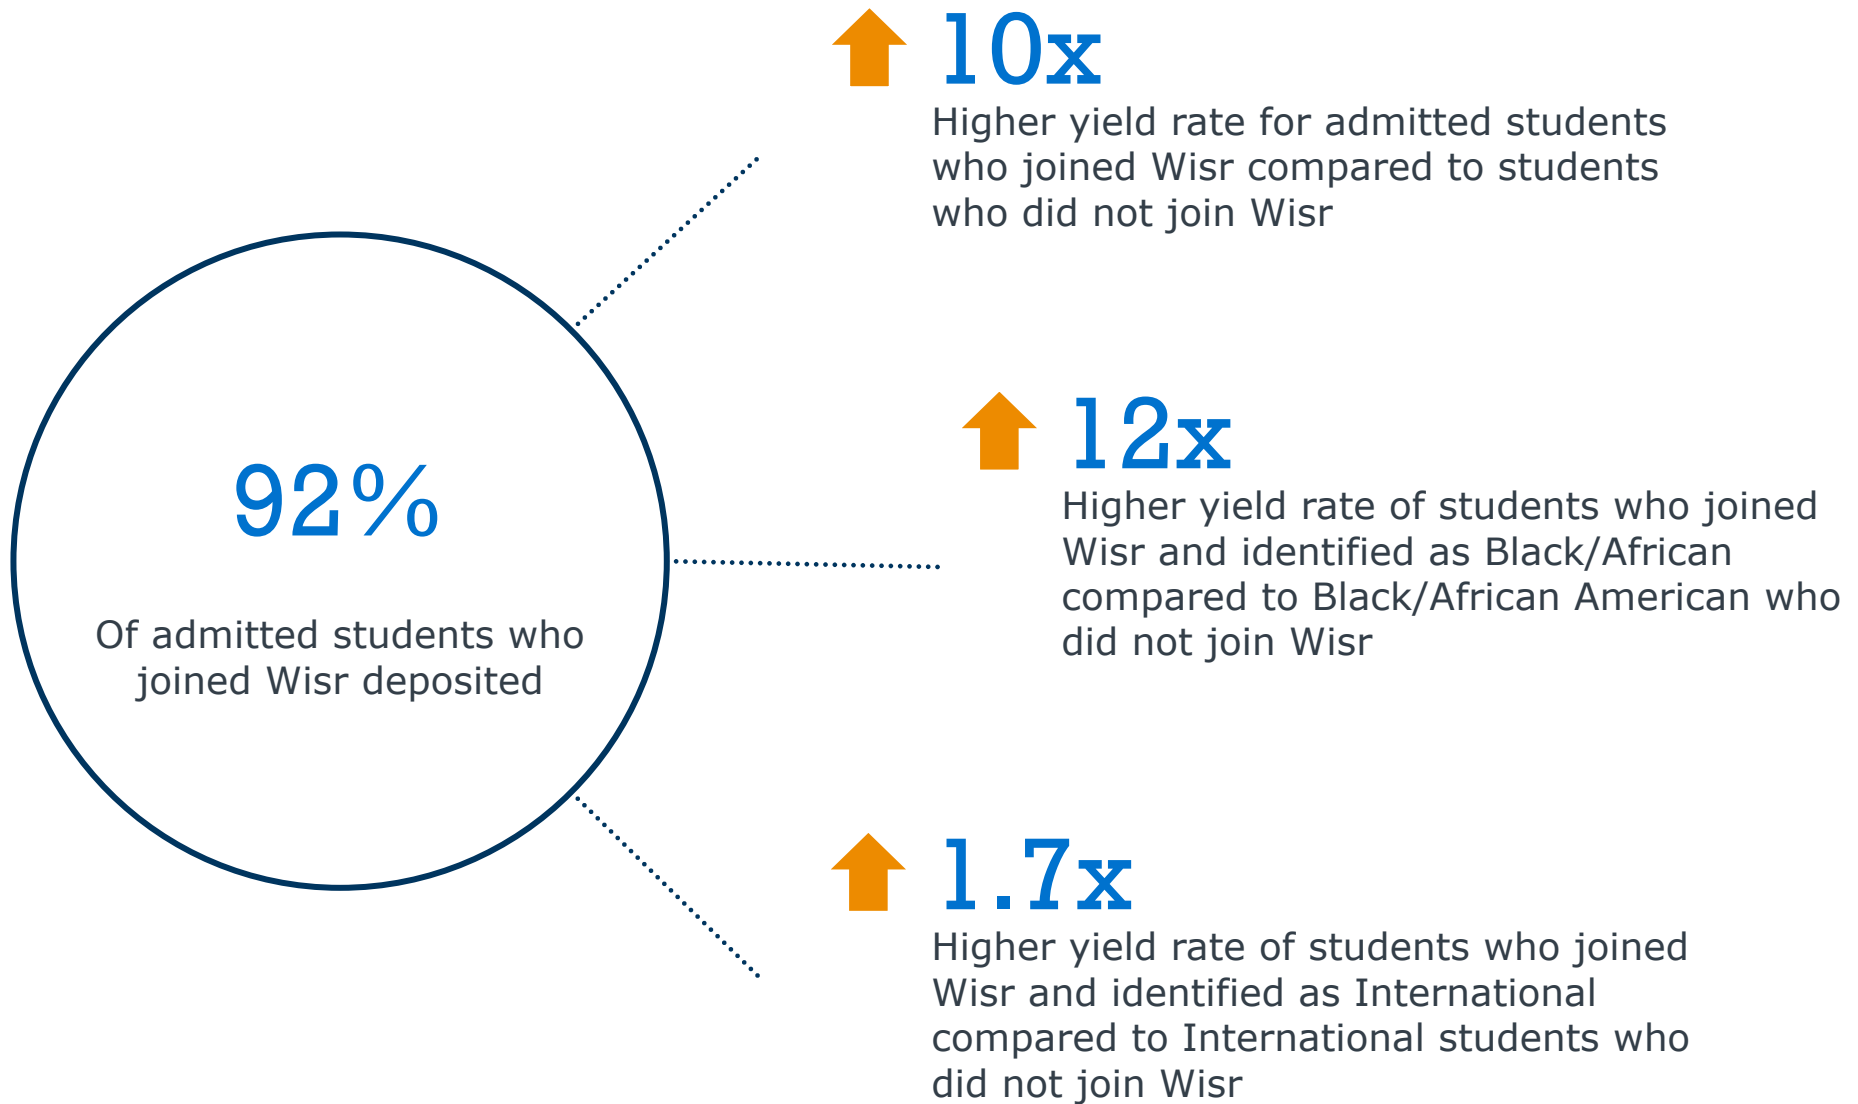 10x
Higher yield rate for admitted students
who joined Wisr compared to students
who did not join Wisr
92%
Of admitted students who
joined Wisr deposited
12x
Higher yield rate of students who joined
Wisr and identified as Black/African
compared to Black/African American who
did not join Wisr
1.7x
Higher yield rate of students who joined
Wisr and identified as International
compared to International students who
did not join Wisr